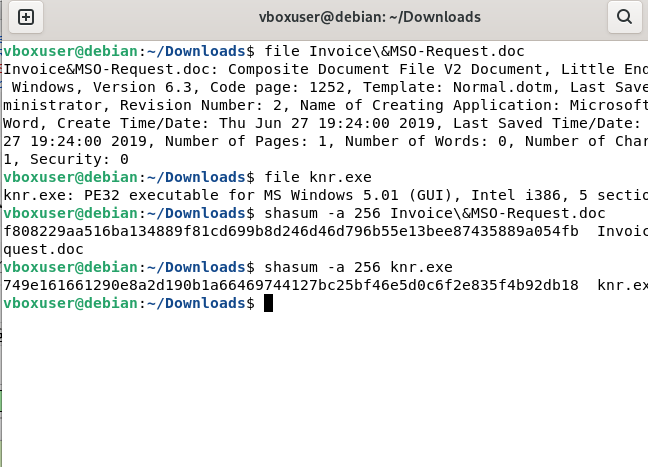 vboxuser@debian: ~/Downloads
vboxuser@debian:~/Downloads$ file Invoice\&MSO-Request.doc
Invoice&MSO-Request.doc: Composite Document File V2 Document, Little End
Windows, Version 6.3, Code page: 1252, Template: Normal.dotm, Last Save
ministrator, Revision Number: 2, Name of Creating Application: Microsoft
Word, Create Time/Date: Thu Jun 27 19:24:00 2019, Last Saved Time/Date:
27 19:24:00 2019, Number of Pages: 1, Number of Words: 0, Number of Char
1, Security: 0
vboxuser@debian:~/Downloads$ file knr.exe
knr.exe: PE32 executable for MS Windows 5.01 (GUI), Intel i386, 5 sectio
vboxuser@debian:~/Downloads$ shasum -a 256 Invoice\&MSO-Request.doc
f808229aa516ba134889f81cd699b8d246d46d796b55e13bee87435889a054fb  Invoic
quest.doc
vboxuser@debian:~/Downloads$ shasum -a 256 knr.exe
749e161661290e8a2d190b1a66469744127bc25bf46e5d0c6f2e835f4b92db18  knr.ex
vboxuser@debian:~/Downloads$